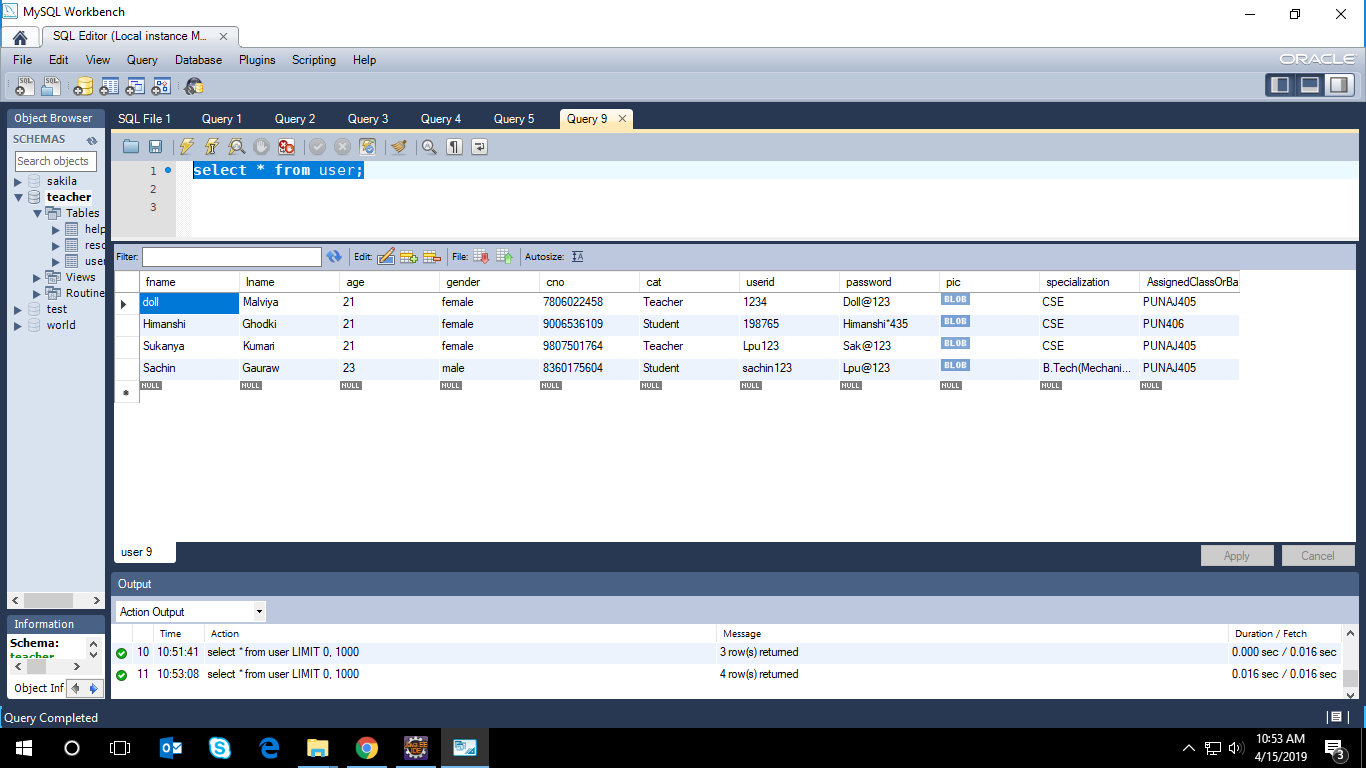 MySQL Workbench
SQL Editor (Local instance M...
File Edit View Query Database Plugins Scripting Help
ORACLE
Object Browser
SQL File 1 Query 1 Query 2 Query 3 Query 4 Query 5 Query 9
SCHEMAS
Search objects
sakila
teacher
Tables
help
reso
user
Views
Routine
test
world
1 select * from user;
2
3
Filter: Edit: File: Autosize:
fname lname age gender cno cat userid password pic specialization AssignedClassOrBa
doll Malviya 21 female 7806022458 Teacher 1234 Doll@123 BLOB CSE PUNAJ405
Himanshi Ghodki 21 female 9006536109 Student 198765 Himanshi*435 BLOB CSE PUN406
Sukanya Kumari 21 female 9807501764 Teacher Lpu123 Sak@123 BLOB CSE PUNAJ405
Sachin Gauraw 23 male 8360175604 Student sachin123 Lpu@123 BLOB B.Tech(Mechani... PUNAJ405
NULL NULL NULL NULL NULL NULL NULL NULL NULL NULL NULL
user 9
Apply Cancel
Output
Action Output
Time Action Message Duration / Fetch
10 10:51:41 select * from user LIMIT 0, 1000 3 row(s) returned 0.000 sec / 0.016 sec
11 10:53:08 select * from user LIMIT 0, 1000 4 row(s) returned 0.016 sec / 0.016 sec
Information
Schema:
teacher
Object Inf
Query Completed
10:53 AM
4/15/2019
3